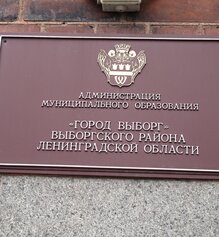 АДМИНИСТРАЦИЯ
МУНИЦИПАЛЬНОГО ОБРАЗОВАНИЯ
«ГОРОД ВЫБОРГ»
ВЫБОРГСКОГО РАЙОНА
ЛЕНИНГРАДСКОЙ ОБЛАСТИ